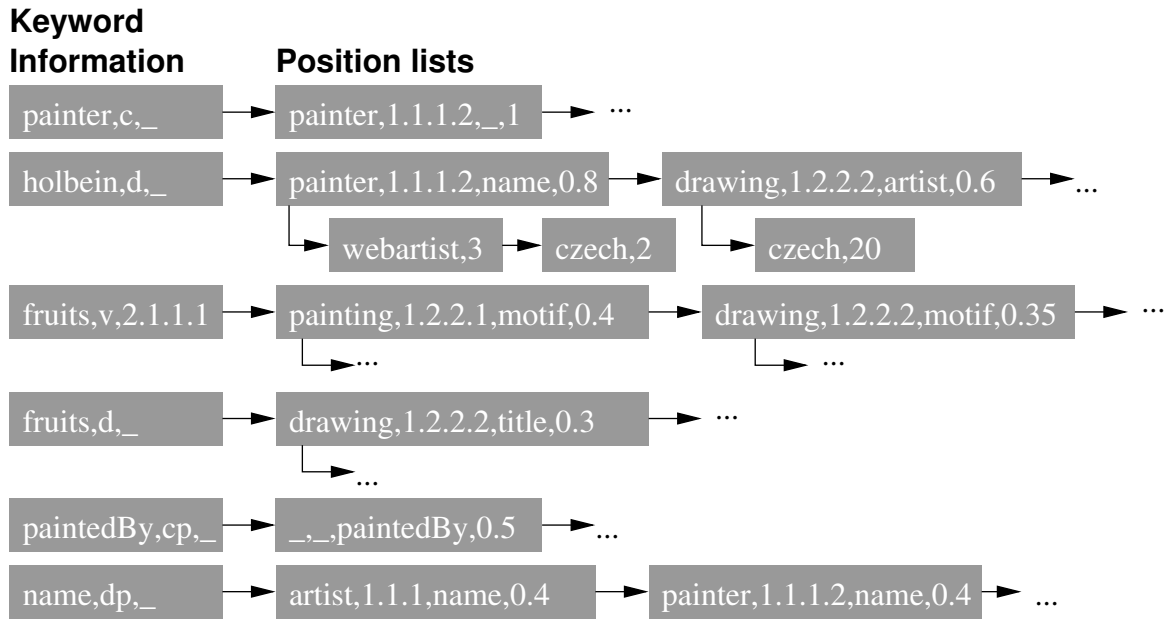 Keyword
Information Position lists
painter,c,_ painter,1.1.1.2,_,1 ...
holbein,d,_ painter,1.1.1.2,name,0.8 drawing,1.2.2.2,artist,0.6 ...
webartist,3 czech,2 czech,20
fruits,v,2.1.1.1 painting,1.2.2.1,motif,0.4 drawing,1.2.2.2,motif,0.35 ...
... ...
fruits,d,_ drawing,1.2.2.2,title,0.3 ...
...
paintedBy,cp,_ _,_,paintedBy,0.5 ...
name,dp,_ artist,1.1.1,name,0.4 painter,1.1.1.2,name,0.4 ...